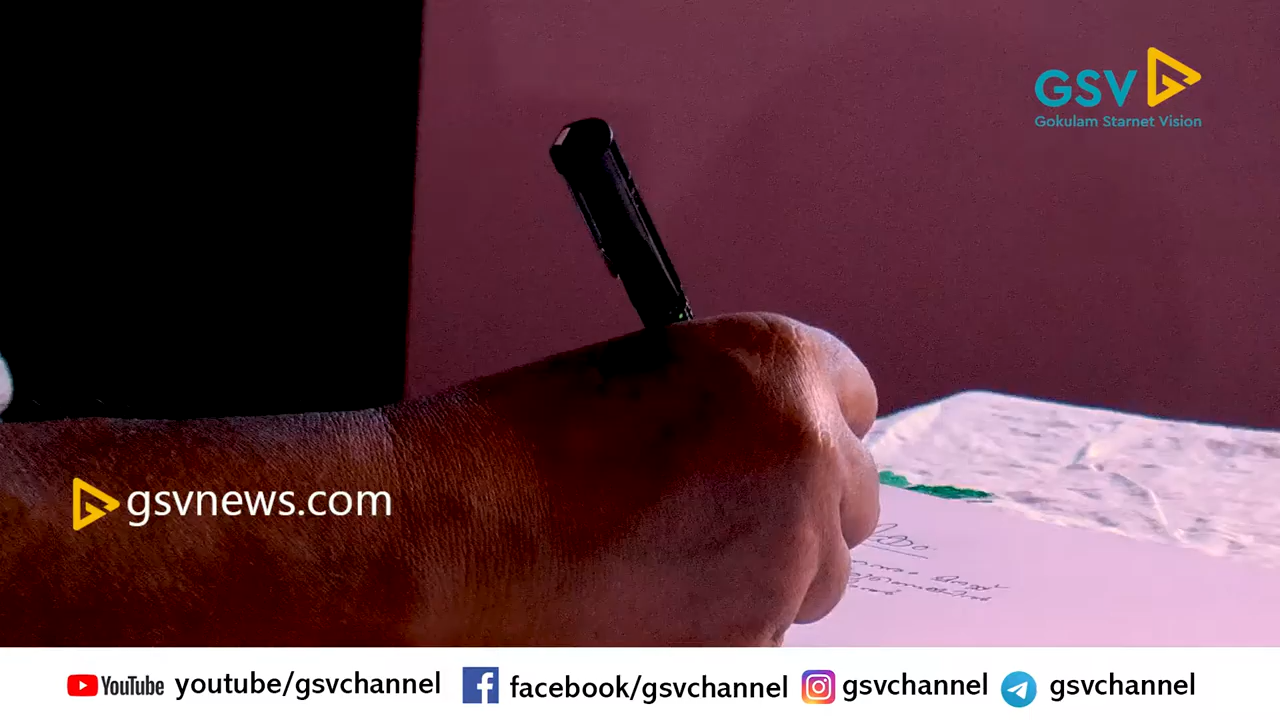 GSV
Gokulam Starnet Vision
gsvnews.com
YouTube youtube/gsvchannel facebook/gsvchannel gsvchannel gsvchannel